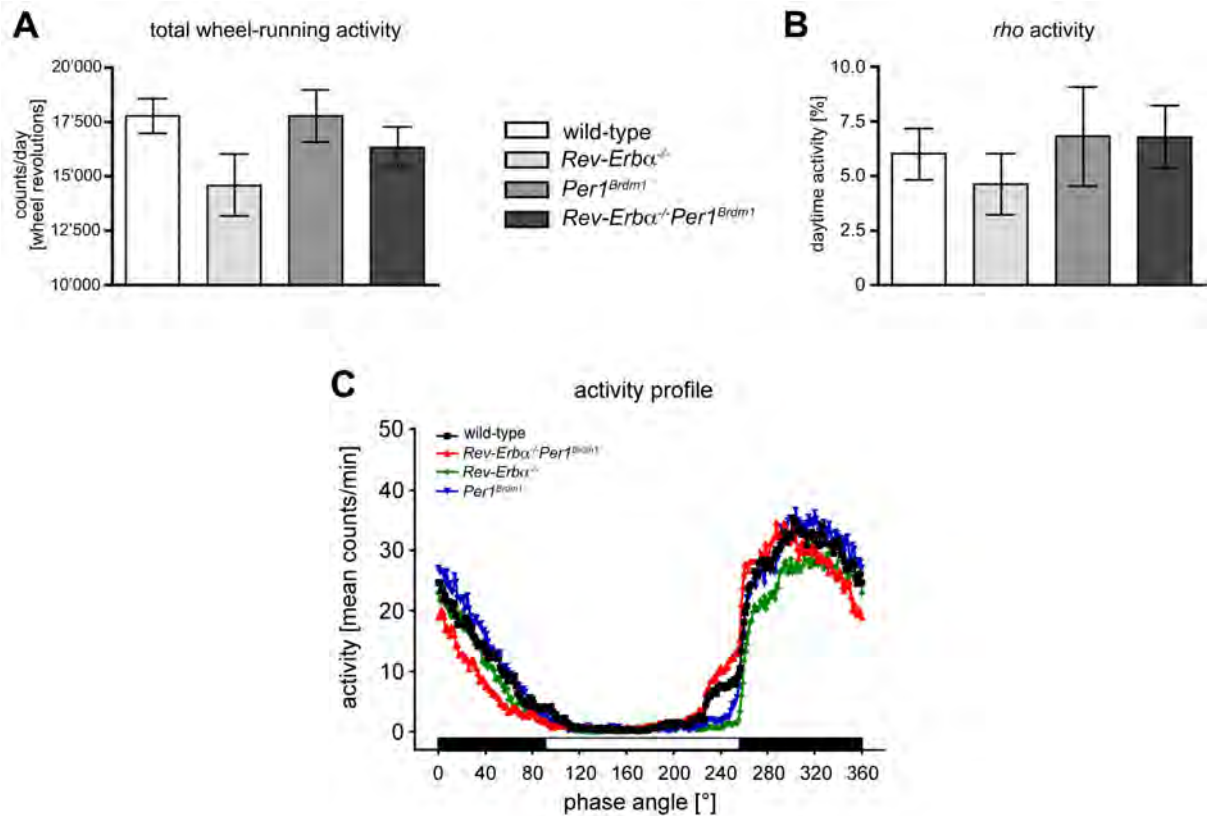 A
total wheel-running activity
20'000
17'500
15'000
12'500
10'000
counts/day
[wheel revolutions]
wild-type
Rev-Erbα-/-
Per1Brdm1
Rev-Erbα-/-Per1Brdm1
B
rho activity
10.0
7.5
5.0
2.5
0
daytime activity [%]
C
activity profile
wild-type
Rev-Erbα-/-Per1Brdm1
Rev-Erbα-/-
Per1Brdm1
50
40
30
20
10
0
activity [mean counts/min]
0 40 80 120 160 200 240 280 320 360
phase angle [°]